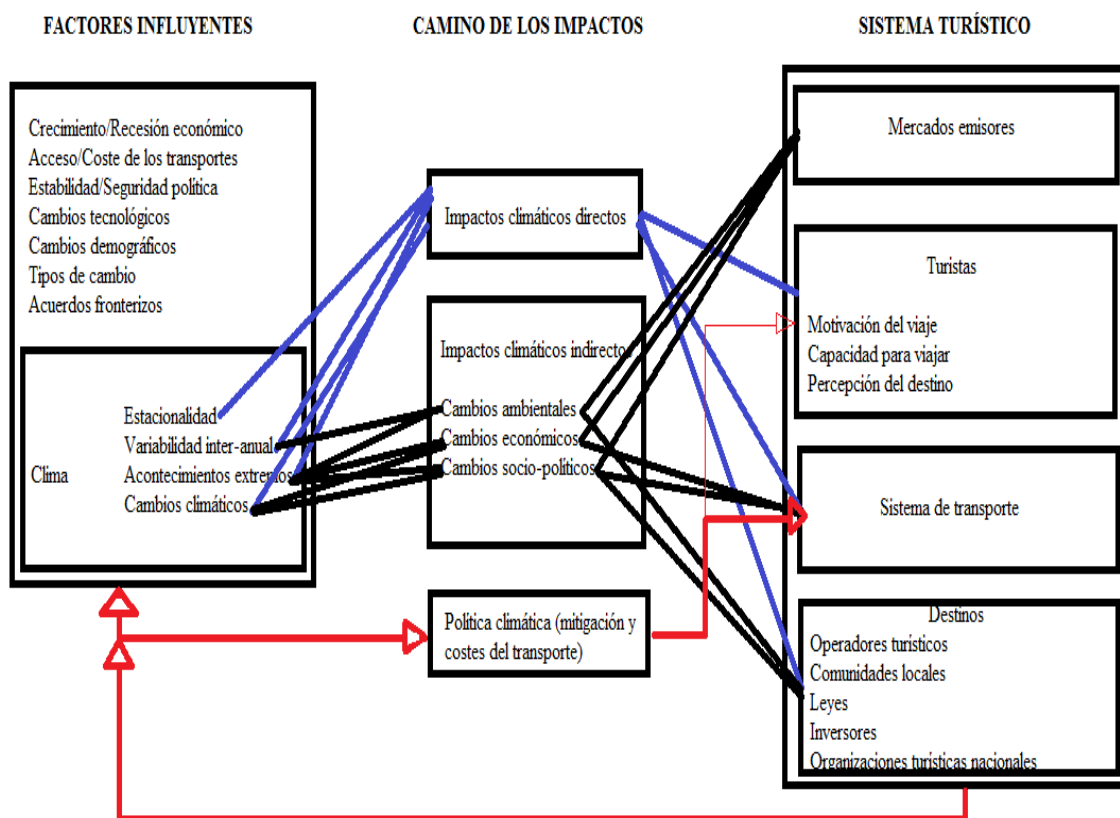 FACTORES INFLUYENTES
CAMINO DE LOS IMPACTOS
SISTEMA TURÍSTICO
Crecimiento/Recesión económico
Acceso/Coste de los transportes
Estabilidad/Seguridad política
Cambios tecnológicos
Cambios demográficos
Tipos de cambio
Acuerdos fronterizos
Clima
Estacionalidad
Variabilidad inter-anual
Acontecimientos extremos
Cambios climáticos
Impactos climáticos directos
Impactos climáticos indirecto
Cambios ambientales
Cambios económicos
Cambios socio-políticos
Política climática (mitigación y
costes del transporte)
Mercados emisores
Turistas
Motivación del viaje
Capacidad para viajar
Percepción del destino
Sistema de transporte
Destinos
Operadores turísticos
Comunidades locales
Leyes
Inversores
Organizaciones turísticas nacionales